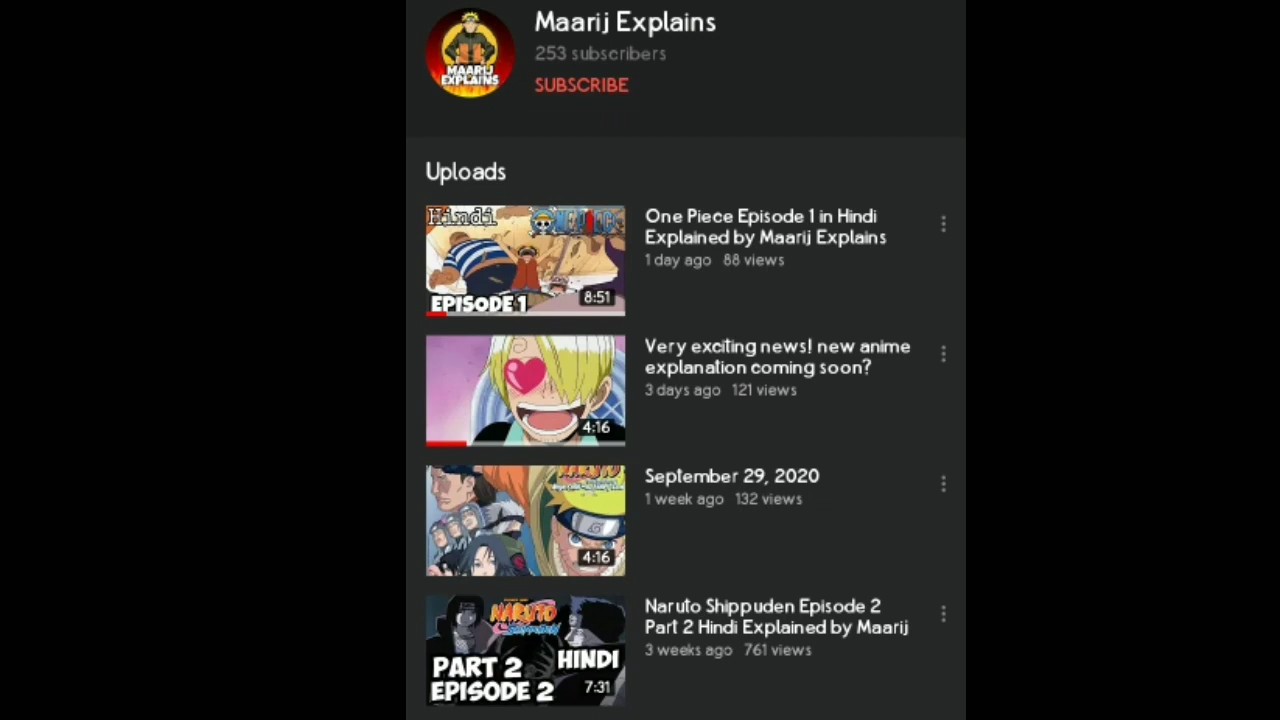 Maarij Explains
253 subscribers
MAARIJ
EXPLAINS
SUBSCRIBE
Uploads
Hindi
ONE PIECE
EPISODE 1
8:51
One Piece Episode 1 in Hindi
Explained by Maarij Explains
1 day ago 88 views
4:16
Very exciting news! new anime
explanation coming soon?
3 days ago 121 views
NARUTO
4:16
September 29, 2020
1 week ago 132 views
NARUTO
SHIPPUDEN
HINDI
PART 2
EPISODE 2
7:31
Naruto Shippuden Episode 2
Part 2 Hindi Explained by Maarij
3 weeks ago 761 views